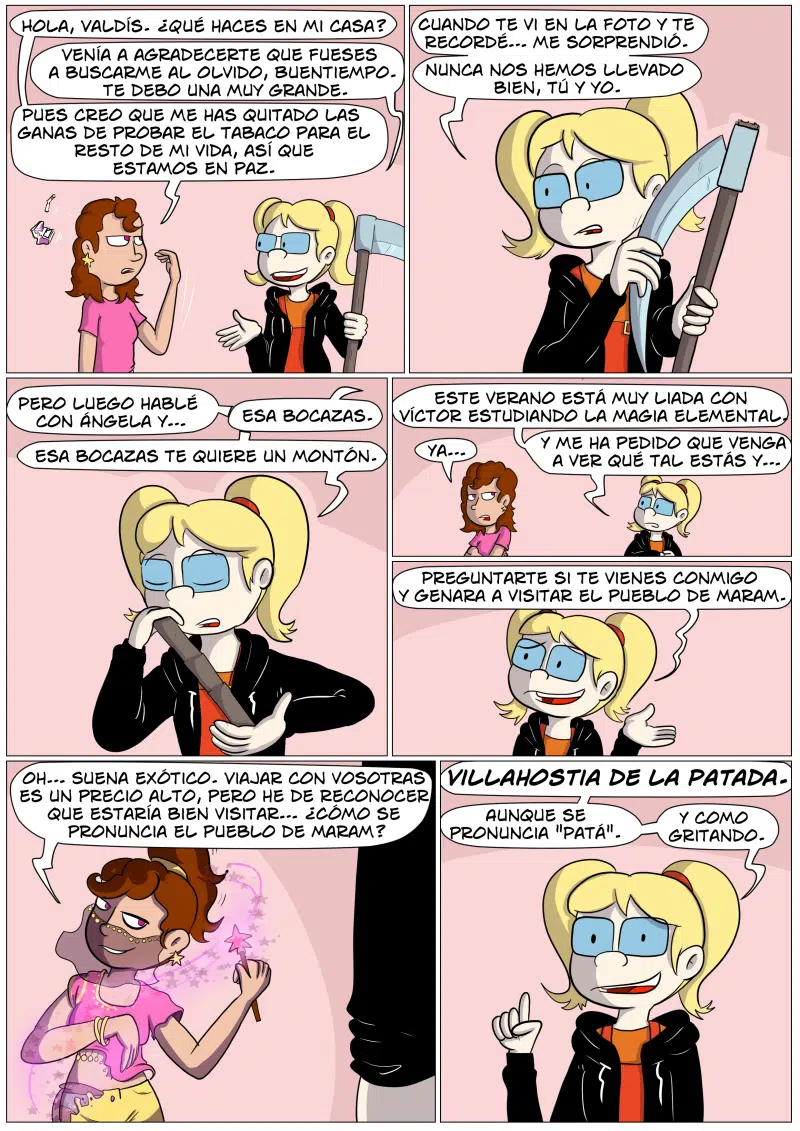 HOLA, VALDÍS. ¿QUÉ HACES EN MI CASA?
VENÍA A AGRADECERTE QUE FUESES
A BUSCARME AL OLVIDO, BUENTIEMPO.
TE DEBO UNA MUY GRANDE.
PUES CREO QUE ME HAS QUITADO LAS
GANAS DE PROBAR EL TABACO PARA EL
RESTO DE MI VIDA, ASÍ QUE
ESTAMOS EN PAZ.
CUANDO TE VI EN LA FOTO Y TE
RECORDÉ... ME SORPRENDIÓ.
NUNCA NOS HEMOS LLEVADO
BIEN, TÚ Y YO.
PERO LUEGO HABLÉ
CON ÁNGELA Y...
ESA BOCAZAS.
ESA BOCAZAS TE QUIERE UN MONTÓN.
ESTE VERANO ESTÁ MUY LIADA CON
VÍCTOR ESTUDIANDO LA MAGIA ELEMENTAL.
YA...
Y ME HA PEDIDO QUE VENGA
A VER QUÉ TAL ESTÁS Y...
PREGUNTARTE SI TE VIENES CONMIGO
Y GENARA A VISITAR EL PUEBLO DE MARAM.
OH... SUENA EXÓTICO. VIAJAR CON VOSOTRAS
ES UN PRECIO ALTO, PERO HE DE RECONOCER
QUE ESTARÍA BIEN VISITAR... ¿CÓMO SE
PRONUNCIA EL PUEBLO DE MARAM?
VILLAHOSTIA DE LA PATADA.
AUNQUE SE
PRONUNCIA "PATÁ".
Y COMO
GRITANDO.